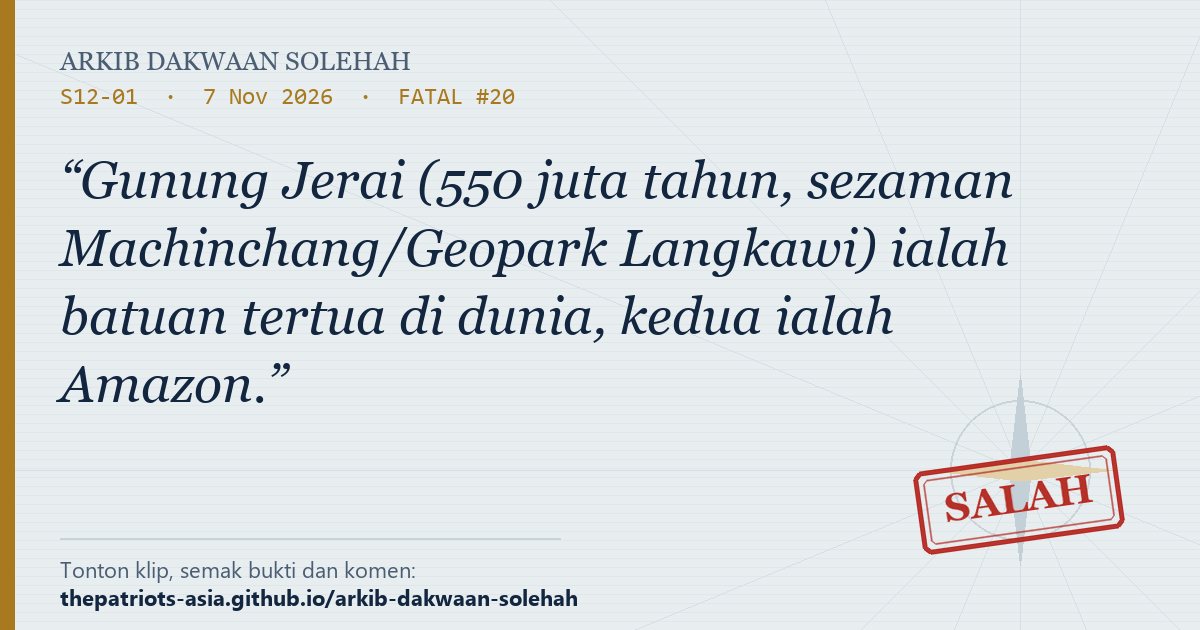 ARKIB DAKWAAN SOLEHAH
S12-01 · 7 Nov 2026 · FATAL #20
“Gunung Jerai (550 juta tahun, sezaman
Machinchang/Geopark Langkawi) ialah
batuan tertua di dunia, kedua ialah
Amazon.”
SALAH
Tonton klip, semak bukti dan komen:
thepatriots-asia.github.io/arkib-dakwaan-solehah